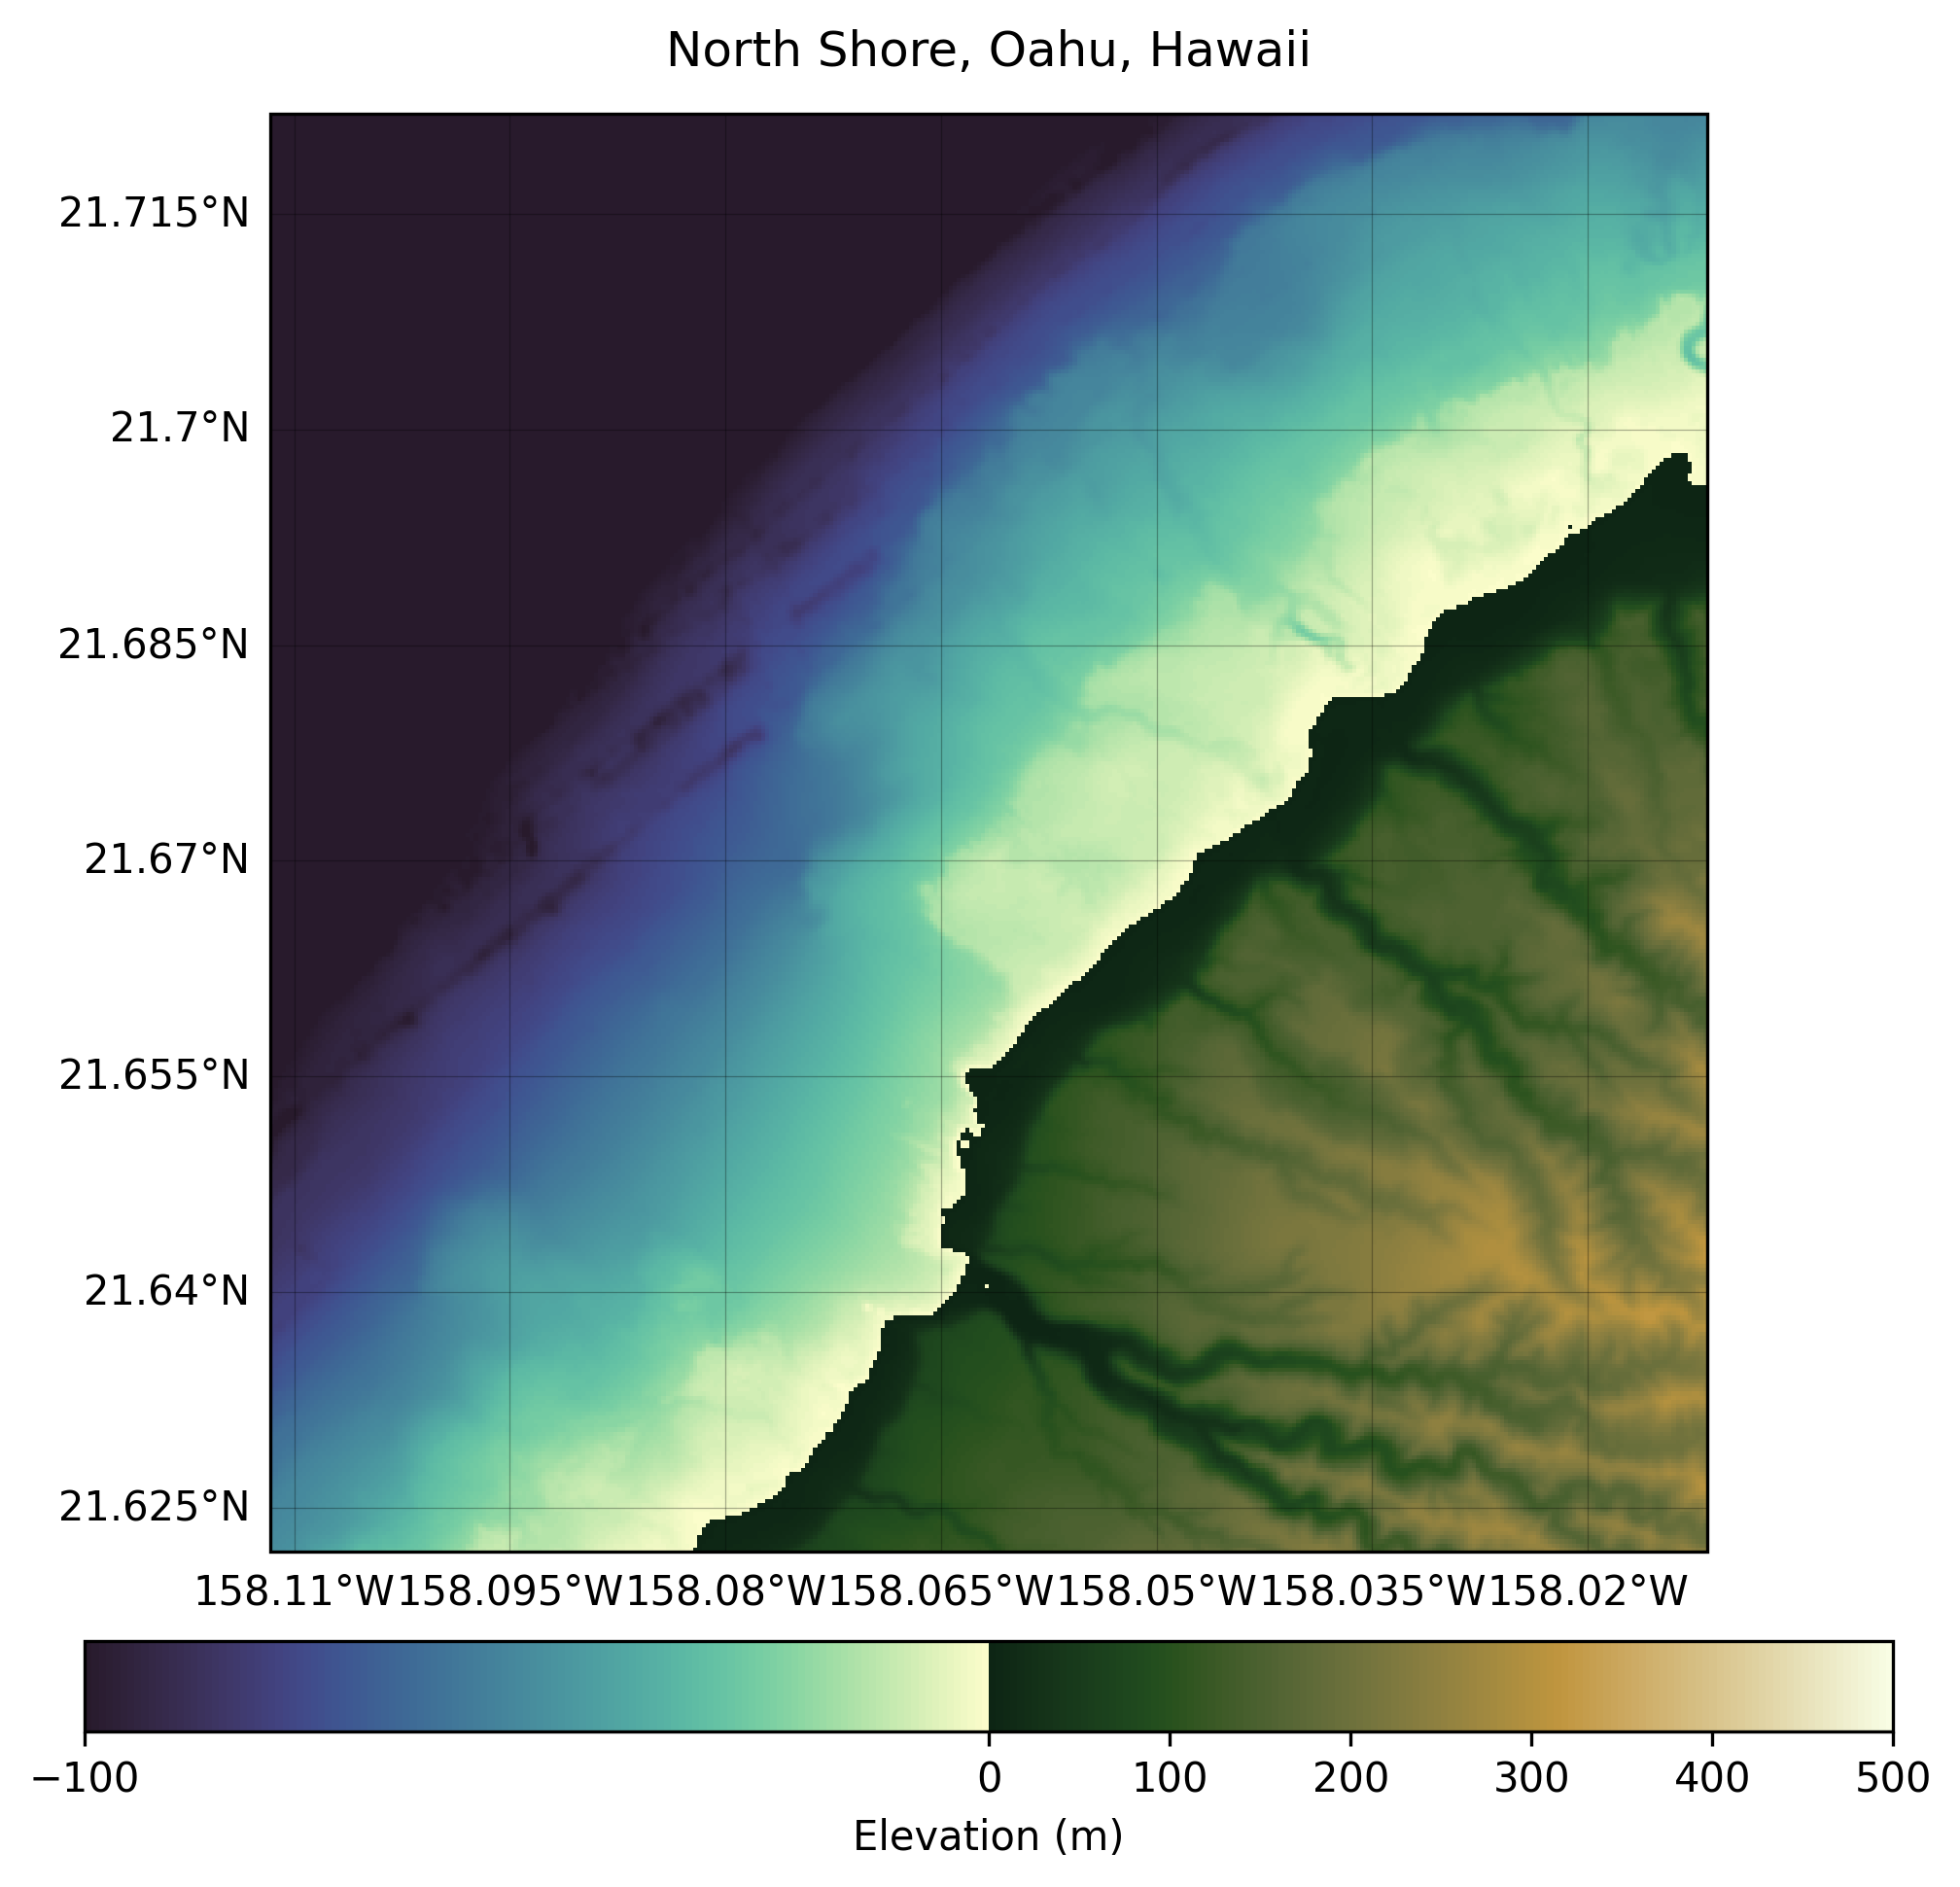 North Shore, Oahu, Hawaii
21.715°N
21.7°N
21.685°N
21.67°N
21.655°N
21.64°N
21.625°N
158.11°W158.095°W158.08°W158.065°W158.05°W158.035°W158.02°W
−100 0 100 200 300 400 500
Elevation (m)